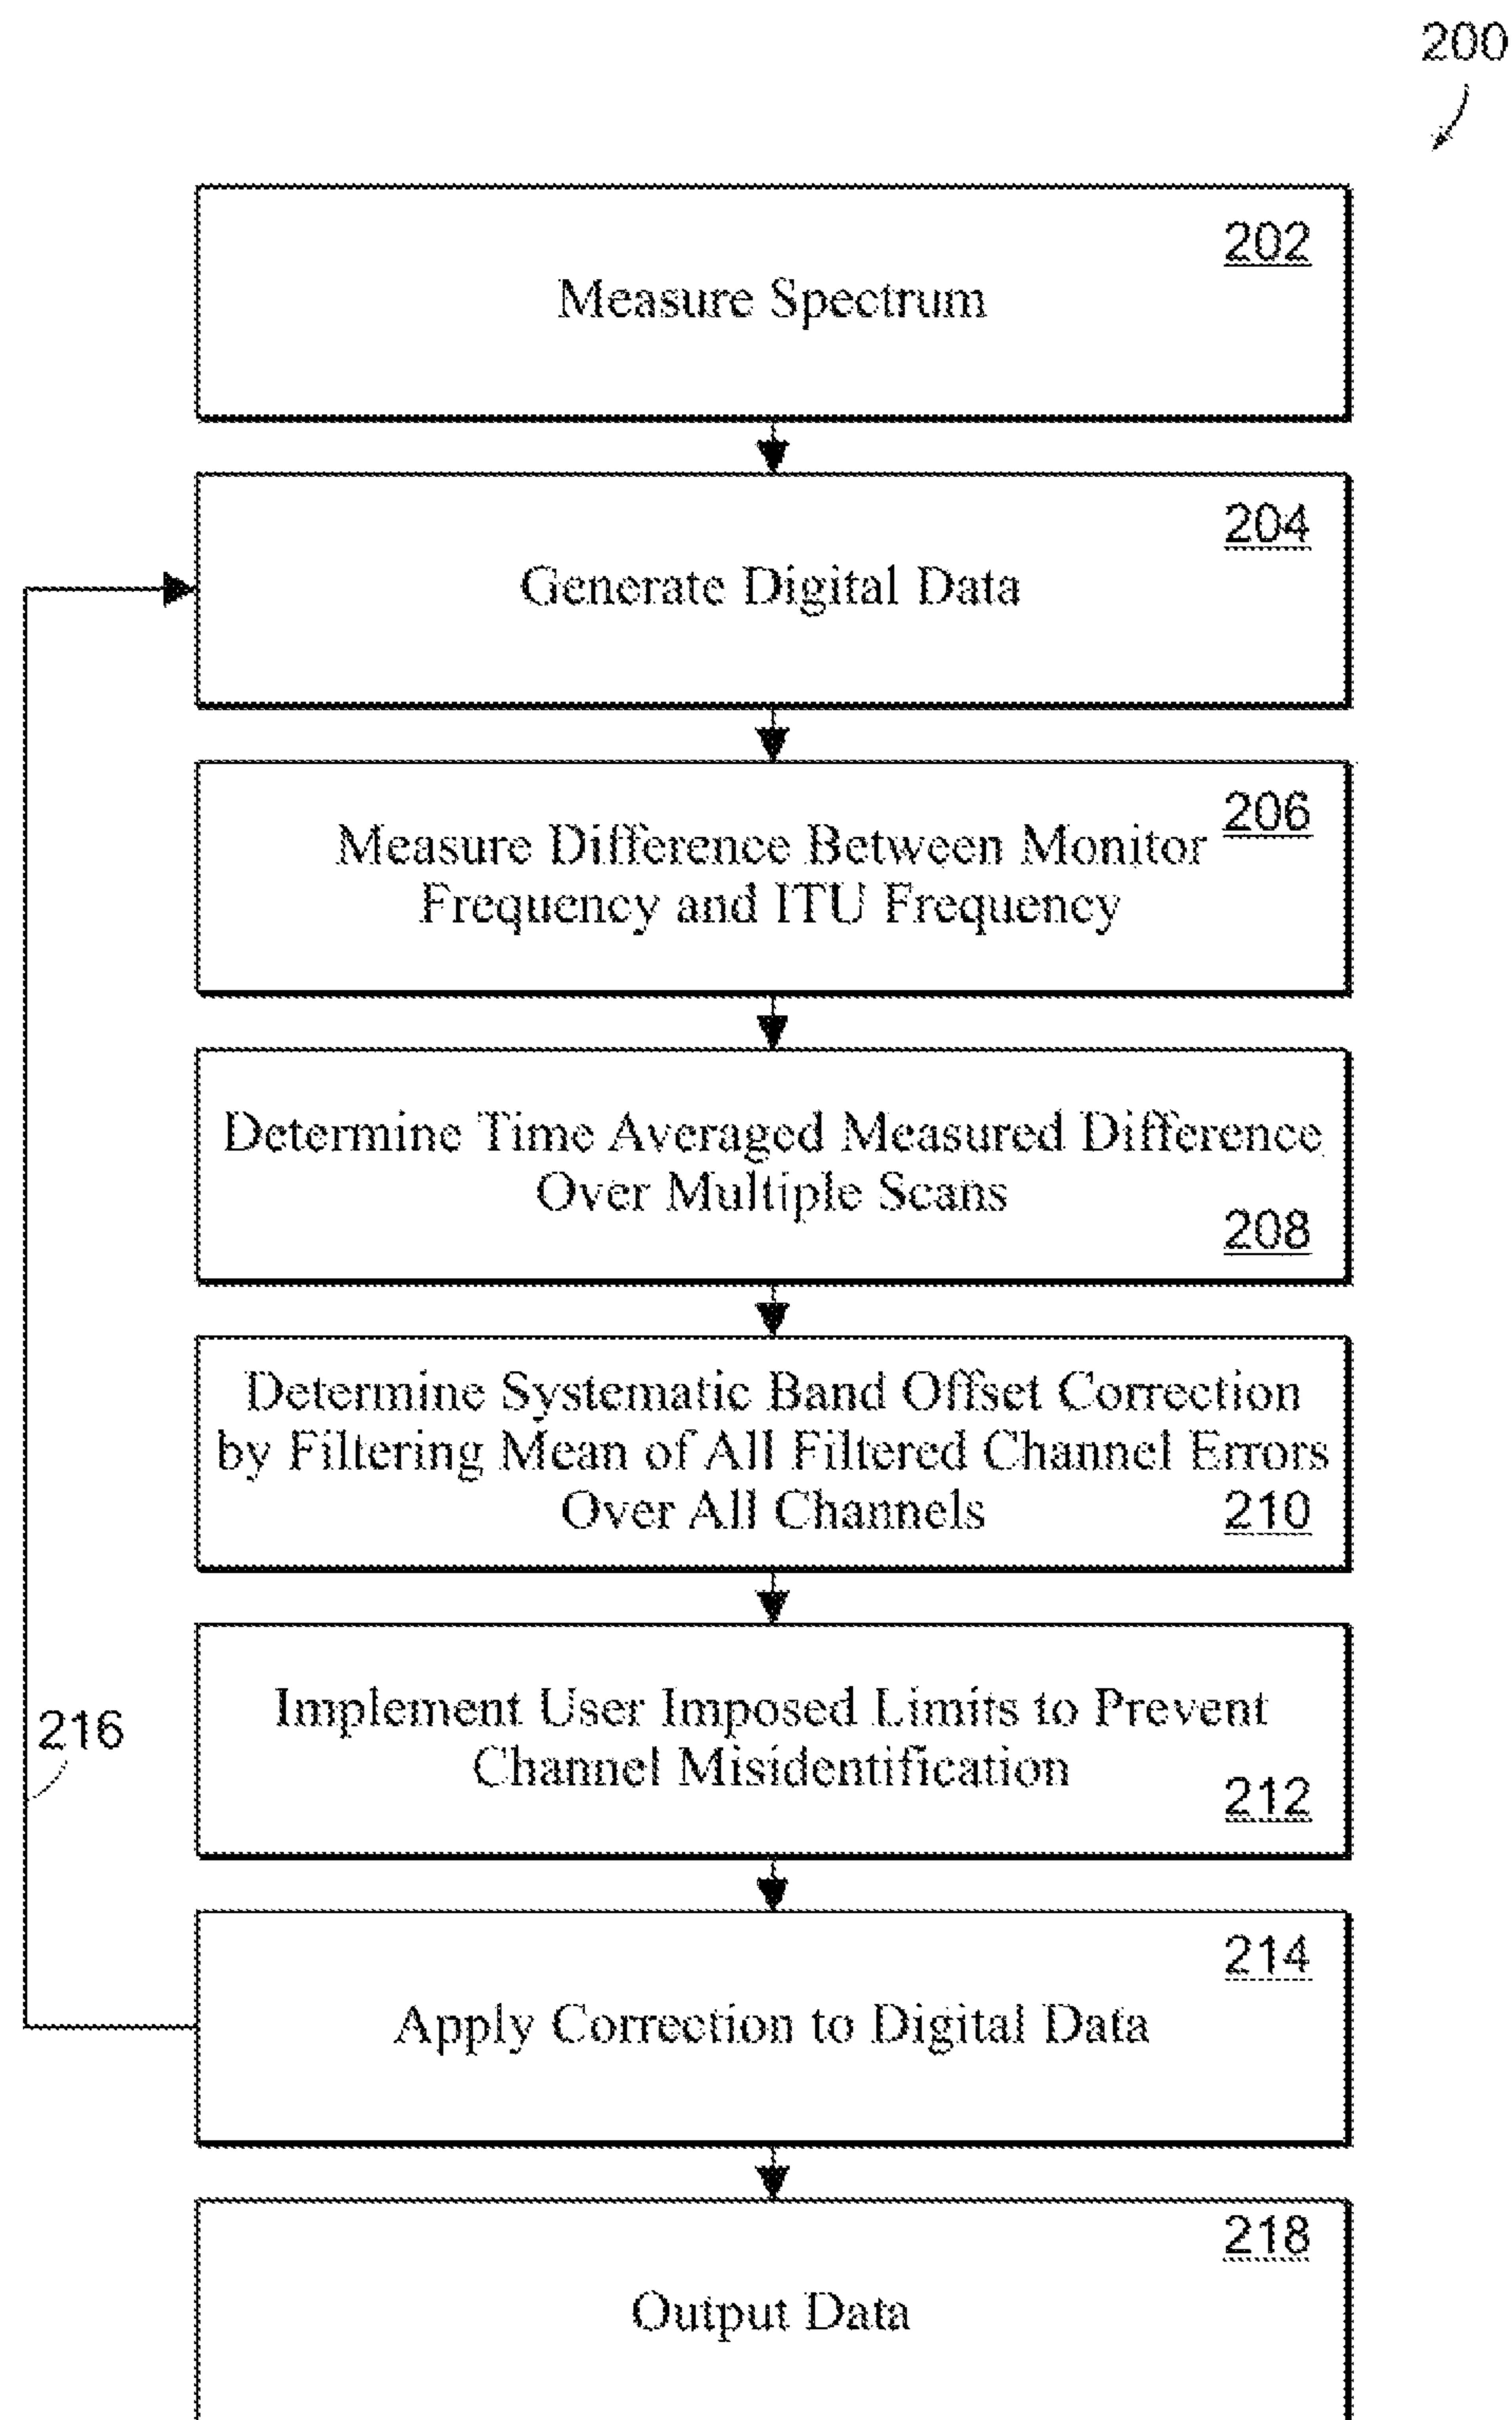 200
202
Measure Spectrum
204
Generate Digital Data
206
Measure Difference Between Monitor
Frequency and ITU Frequency
Determine Time Averaged Measured Difference
Over Multiple Scans
208
Determine Systematic Band Offset Correction
by Filtering Mean of All Filtered Channel Errors
Over All Channels
210
Implement User Imposed Limits to Prevent
Channel Misidentification
212
216
214
Apply Correction to Digital Data
218
Output Data